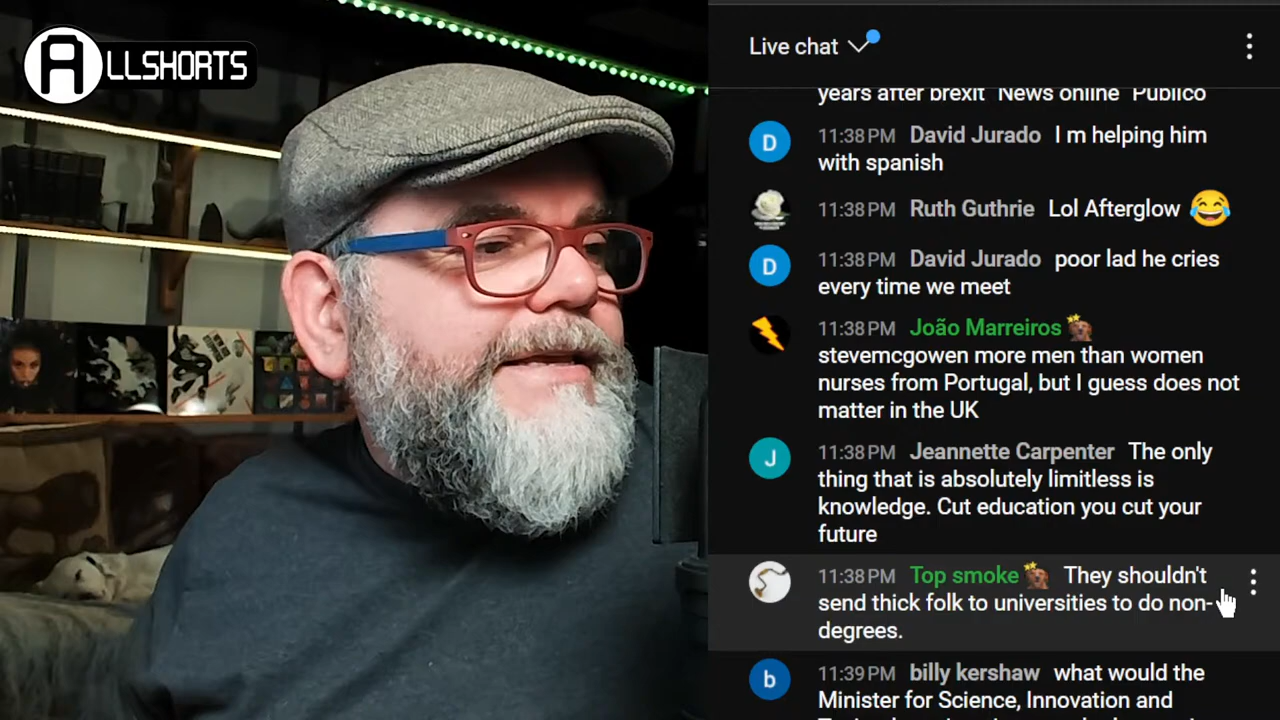 ALLSHORTS
Live chat
years after brexit News online Publico
11:38 PM David Jurado I m helping him
with spanish
11:38 PM Ruth Guthrie Lol Afterglow 😂
11:38 PM David Jurado poor lad he cries
every time we meet
11:38 PM João Marreiros
stevemcgowen more men than women
nurses from Portugal, but I guess does not
matter in the UK
J 11:38 PM Jeannette Carpenter The only
thing that is absolutely limitless is
knowledge. Cut education you cut your
future
11:38 PM Top smoke They shouldn't
send thick folk to universities to do non-
degrees.
b 11:39 PM billy kershaw what would the
Minister for Science, Innovation and